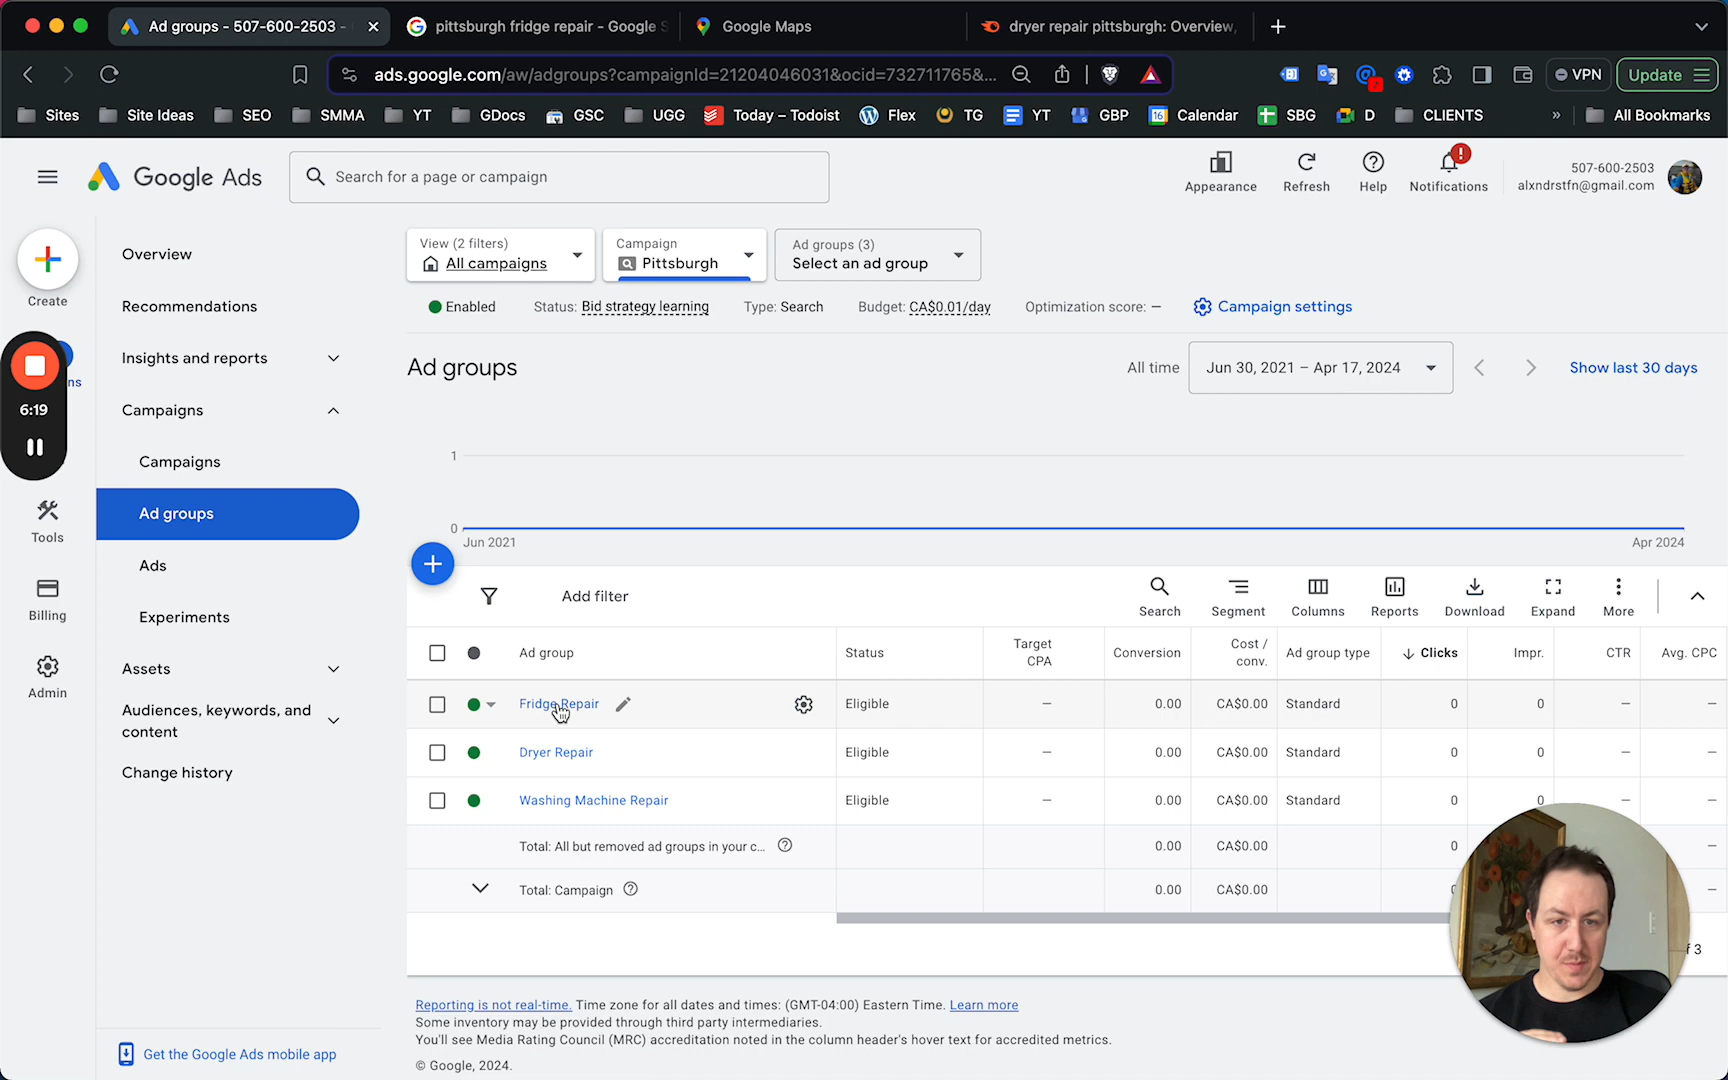 Ad groups - 507-600-2503 -
pittsburgh fridge repair - Google S
Google Maps
dryer repair pittsburgh: Overview,
ads.google.com/aw/adgroups?campaignId=21204046031&ocid=732711765&...
VPN
Update
Sites
Site Ideas
SEO
SMMA
YT
GDocs
GSC
UGG
Today – Todoist
Flex
TG
YT
GBP
Calendar
SBG
D
CLIENTS
»
All Bookmarks
Google Ads
Search for a page or campaign
Appearance
Refresh
Help
Notifications
507-600-2503
alxndrstfn@gmail.com
Create
6:19
ns
Tools
Billing
Admin
Overview
Recommendations
Insights and reports
Campaigns
Campaigns
Ad groups
Ads
Experiments
Assets
Audiences, keywords, and
content
Change history
Get the Google Ads mobile app
View (2 filters)
All campaigns
Campaign
Pittsburgh
Ad groups (3)
Select an ad group
Enabled
Status: Bid strategy learning
Type: Search
Budget: CA$0.01/day
Optimization score: –
Campaign settings
Ad groups
All time
Jun 30, 2021 – Apr 17, 2024
Show last 30 days
1
0
Jun 2021
Apr 2024
Add filter
Search
Segment
Columns
Reports
Download
Expand
More
Ad group
Status
Target
CPA
Conversion
Cost /
conv.
Ad group type
Clicks
Impr.
CTR
Avg. CPC
Fridge Repair
Eligible
–
0.00
CA$0.00
Standard
0
0
–
–
Dryer Repair
Eligible
–
0.00
CA$0.00
Standard
0
0
–
–
Washing Machine Repair
Eligible
–
0.00
CA$0.00
Standard
0
0
–
–
Total: All but removed ad groups in your c...
0.00
CA$0.00
0
–
Total: Campaign
0.00
CA$0.00
–
f 3
Reporting is not real-time. Time zone for all dates and times: (GMT-04:00) Eastern Time. Learn more
Some inventory may be provided through third party intermediaries.
You'll see Media Rating Council (MRC) accreditation noted in the column header's hover text for accredited metrics.
© Google, 2024.